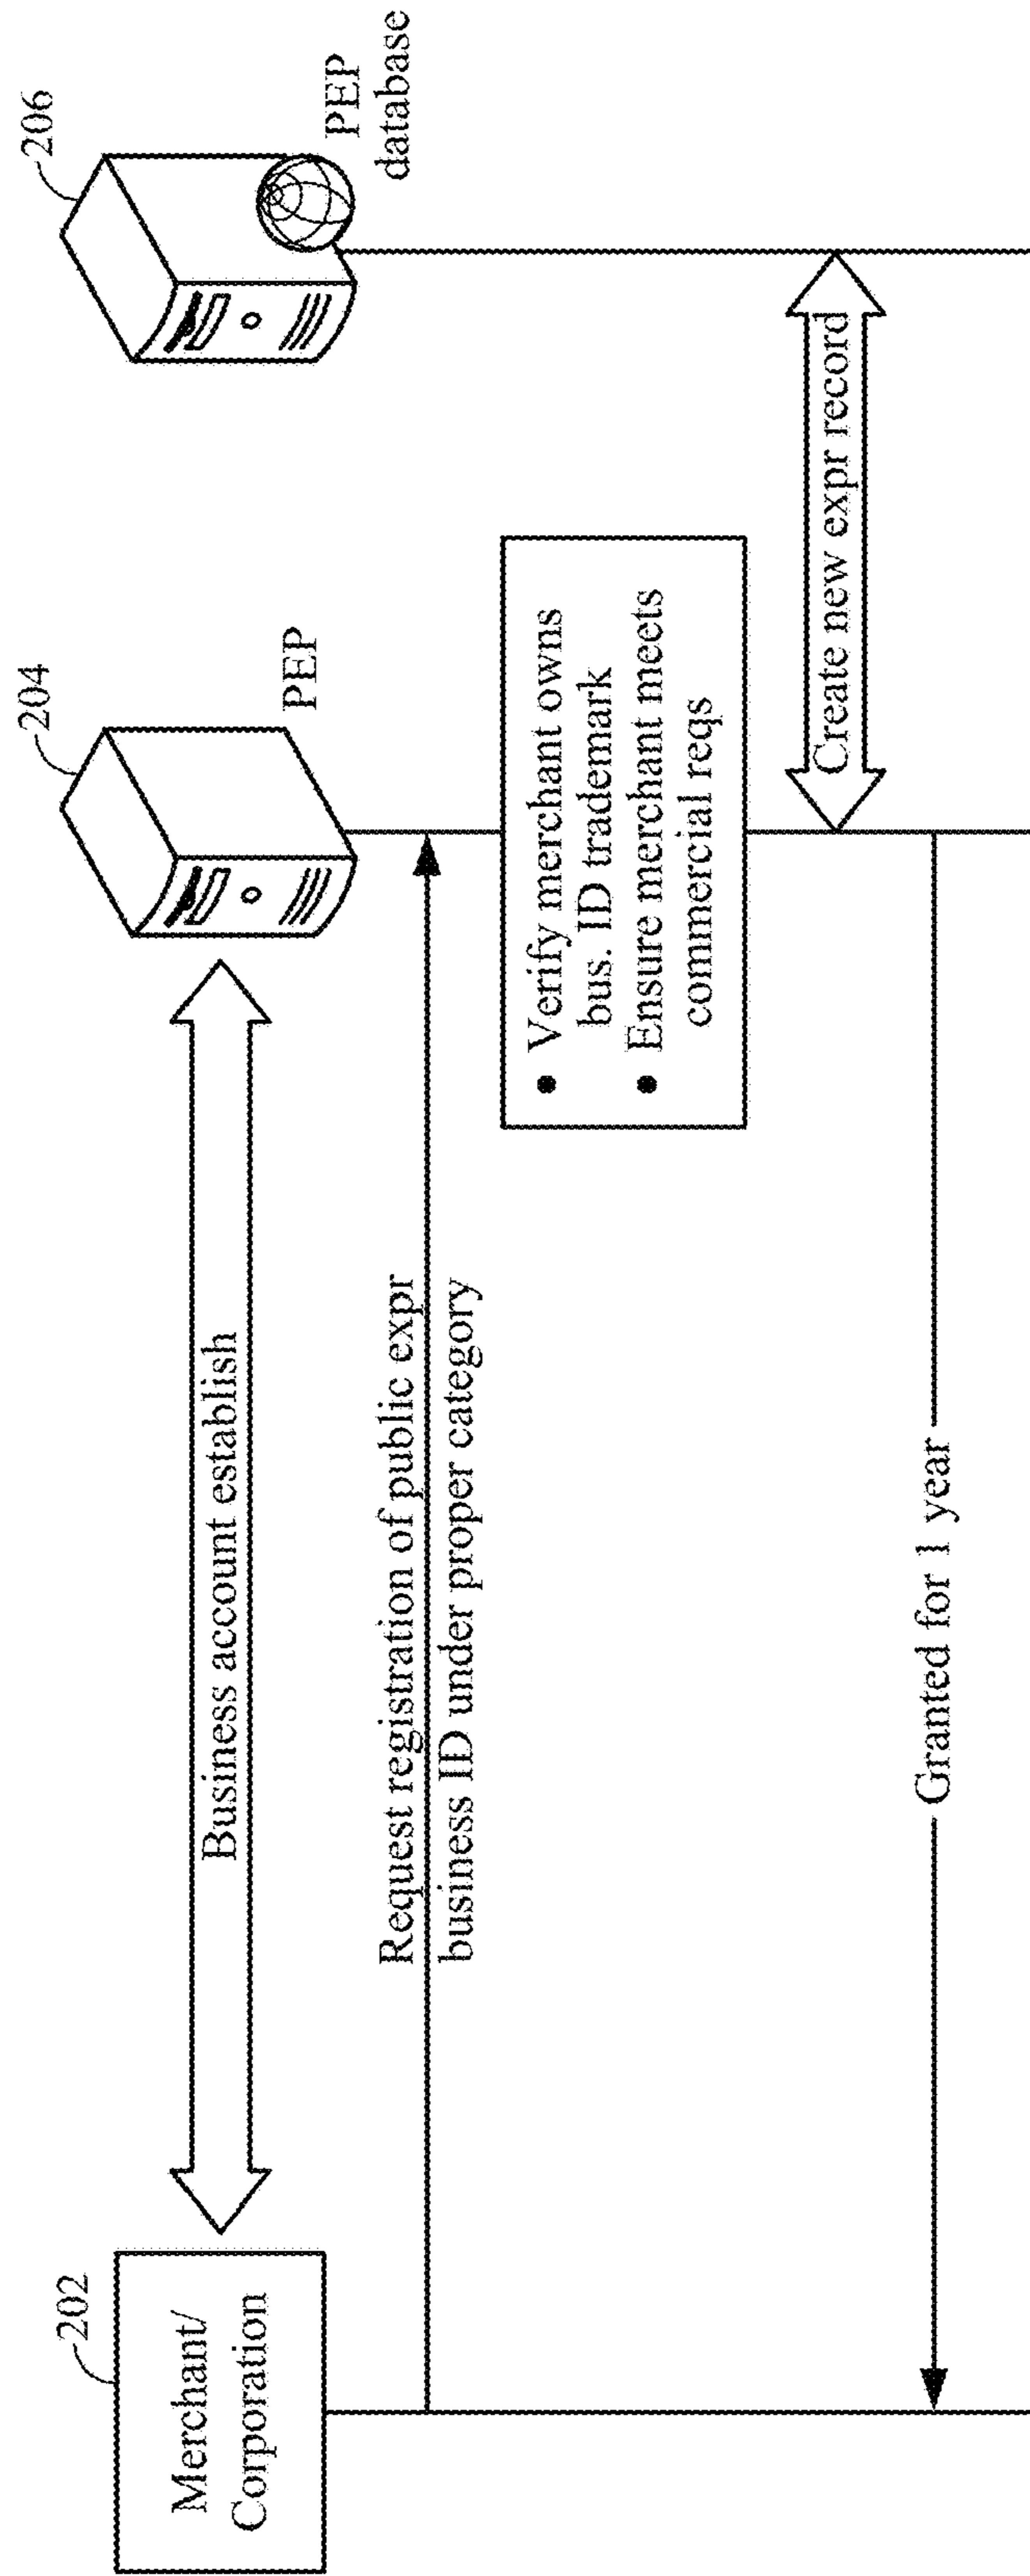 202
Merchant/
Corporation
204
PEP
206
PEP
database
Business account establish
Request registration of public expr
business ID under proper category
• Verify merchant owns
bus. ID trademark
• Ensure merchant meets
commercial reqs
Create new expr record
Granted for 1 year